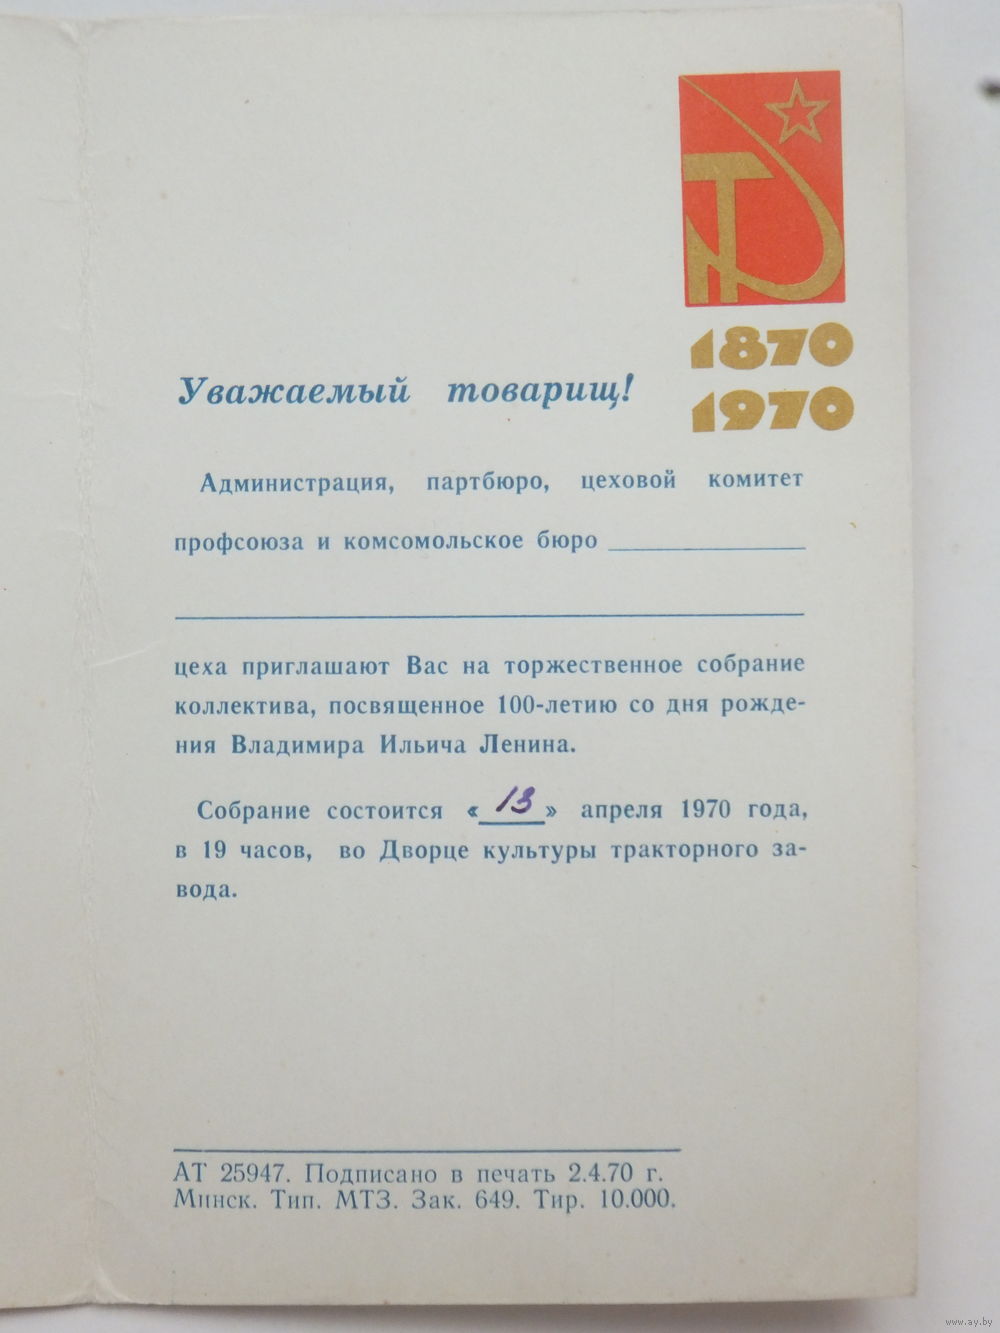 1870
1970
Уважаемый товарищ!
Администрация, партбюро, цеховой комитет
профсоюза и комсомольское бюро
цеха приглашают Вас на торжественное собрание
коллектива, посвященное 100-летию со дня рожде-
ния Владимира Ильича Ленина.
Собрание состоится «13» апреля 1970 года,
в 19 часов, во Дворце культуры тракторного за-
вода.
АТ 25947. Подписано в печать 2.4.70 г.
Минск. Тип. МТЗ. Зак. 649. Тир. 10.000.
www.ay.by